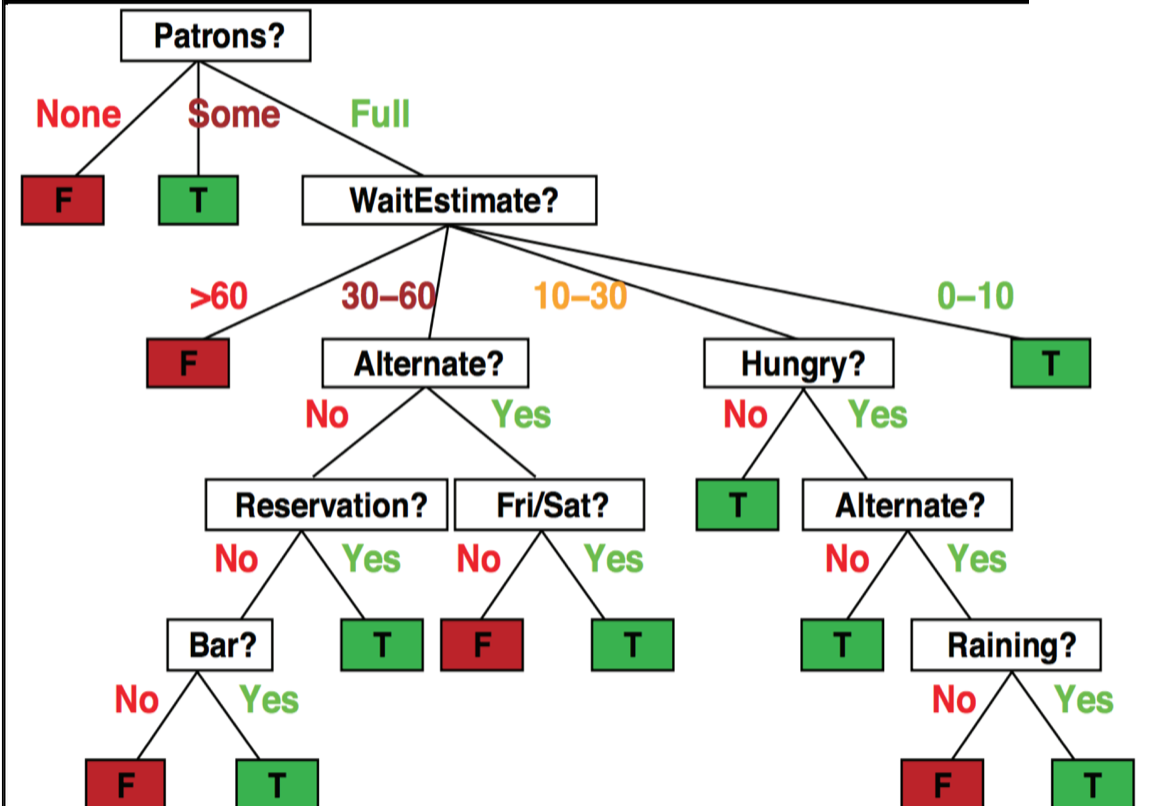 Patrons?
None Some Full
F T WaitEstimate?
>60 30–60 10–30 0–10
F Alternate? Hungry? T
No Yes No Yes
Reservation? Fri/Sat? T Alternate?
No Yes No Yes No Yes
Bar? T F T T Raining?
No Yes No Yes
F T F T